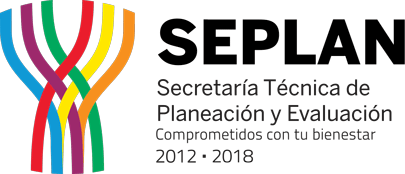 SEPLAN
Secretaría Técnica de
Planeación y Evaluación
Comprometidos con tu bienestar
2012 • 2018